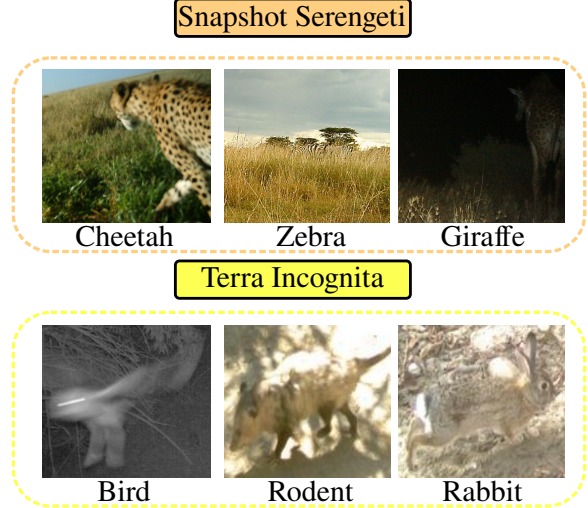 Snapshot Serengeti
Cheetah
Zebra
Giraffe
Terra Incognita
Bird
Rodent
Rabbit